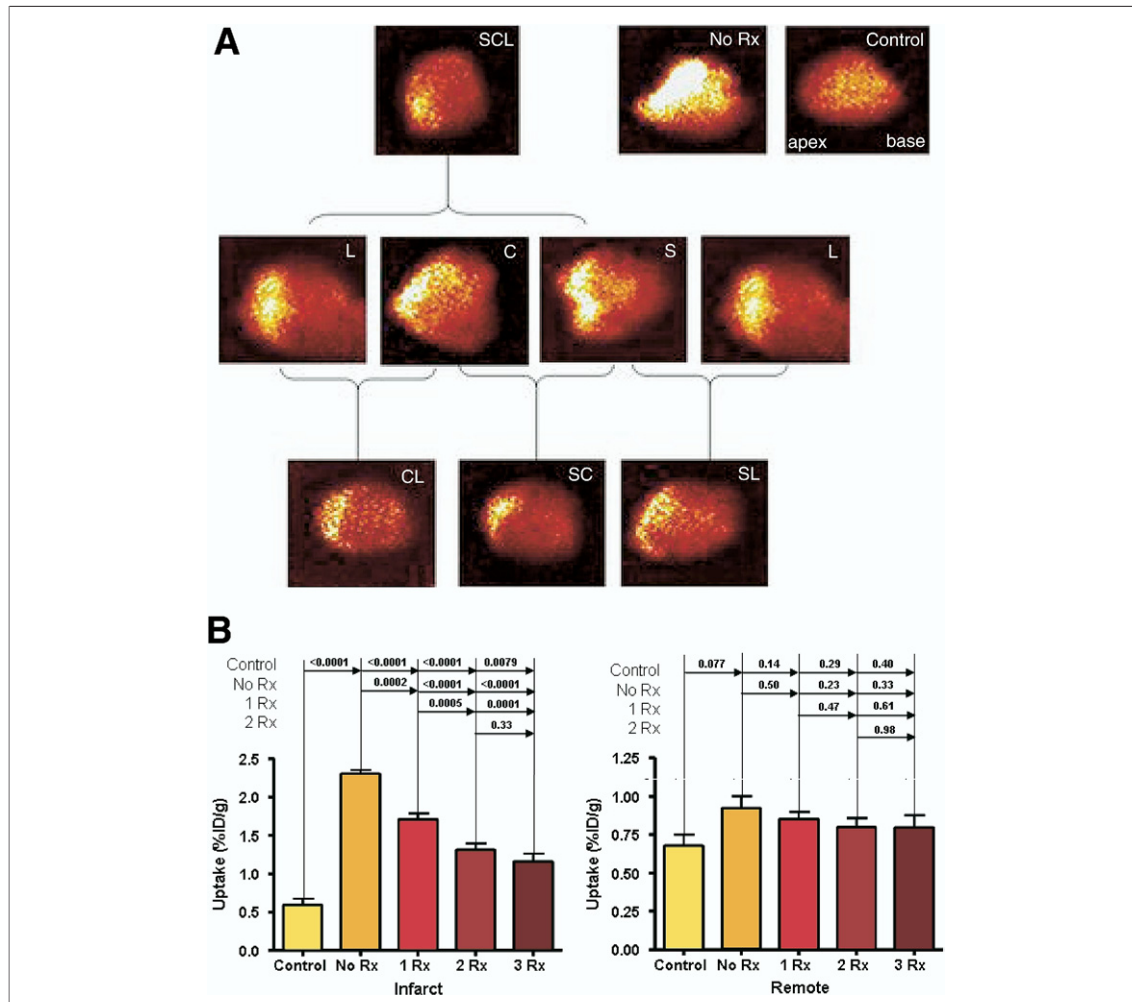 A
SCL
No Rx
Control
apex
base
L
C
S
L
CL
SC
SL
B
Control
No Rx
1 Rx
2 Rx
<0.0001 <0.0001 <0.0001 0.0079
0.0002 <0.0001 <0.0001
0.0005 0.0001
0.33
Uptake (%ID/g)
2.5
2.0
1.5
1.0
0.5
0.0
Control No Rx 1 Rx 2 Rx 3 Rx
Infarct
Control
No Rx
1 Rx
2 Rx
0.077 0.14 0.29 0.40
0.50 0.23 0.33
0.47 0.61
0.98
Uptake (%ID/g)
1.25
1.00
0.75
0.50
0.25
0.00
Control No Rx 1 Rx 2 Rx 3 Rx
Remote